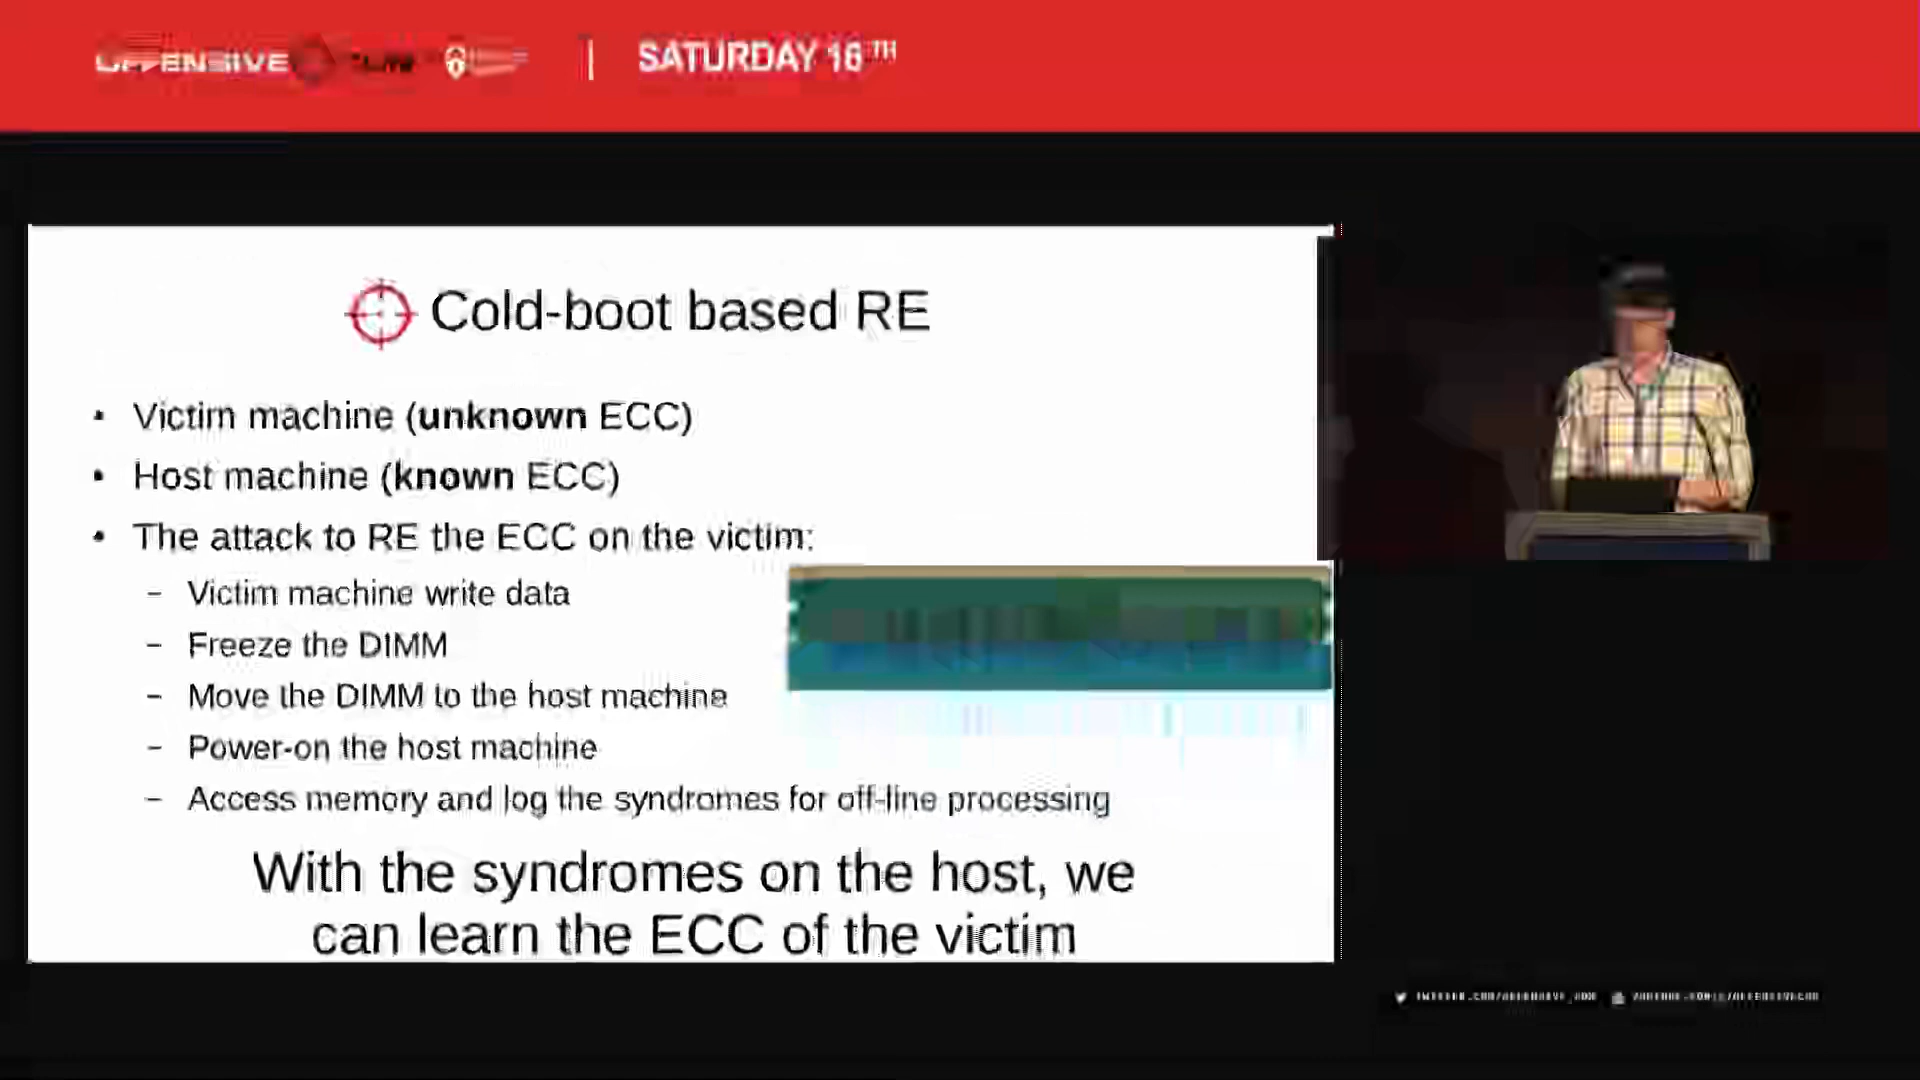 OFFENSIVE
SATURDAY 16TH
Cold-boot based RE
• Victim machine (unknown ECC)
• Host machine (known ECC)
• The attack to RE the ECC on the victim:
– Victim machine write data
– Freeze the DIMM
– Move the DIMM to the host machine
– Power-on the host machine
– Access memory and log the syndromes for off-line processing
With the syndromes on the host, we
can learn the ECC of the victim